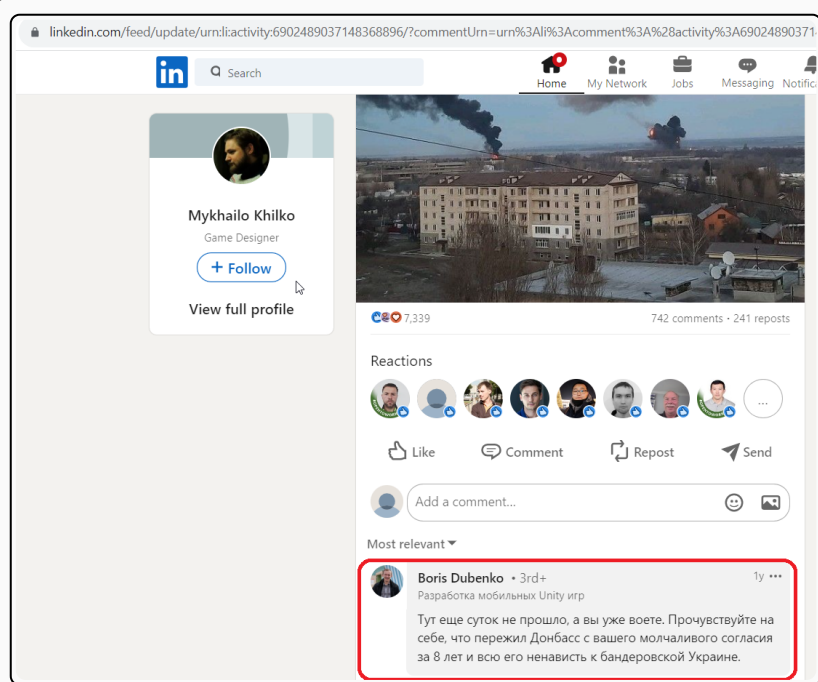 linkedin.com/feed/update/urn:li:activity:6902489037148368896/?commentUrn=urn%3Ali%3Acomment%3A%28activity%3A69024890371
in
Search
Home
My Network
Jobs
Messaging
Notific
Mykhailo Khilko
Game Designer
+ Follow
View full profile
7,339
742 comments • 241 reposts
Reactions
...
Like
Comment
Repost
Send
Add a comment...
Most relevant
Boris Dubenko • 3rd+
1y •••
Разработка мобильных Unity игр
Тут еще суток не прошло, а вы уже воете. Прочувствуйте на
себе, что пережил Донбасс с вашего молчаливого согласия
за 8 лет и всю его ненависть к бандеровской Украине.